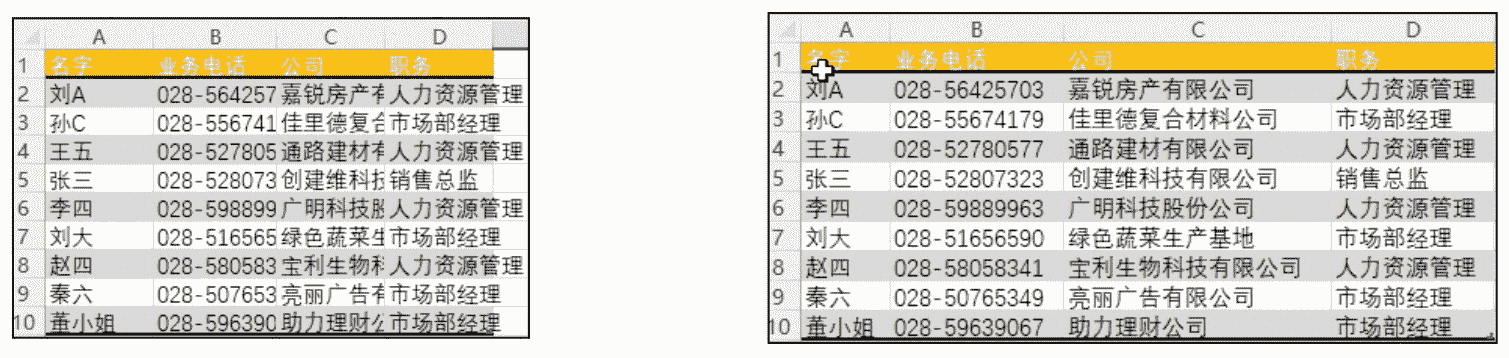 A B C D
1 名字 业务电话 公司 职务
2 刘A 028-564257 嘉锐房产有 人力资源管理
3 孙C 028-556741 佳里德复合 市场部经理
4 王五 028-527805 通路建材有 人力资源管理
5 张三 028-528073 创建维科技 销售总监
6 李四 028-598899 广明科技股 人力资源管理
7 刘大 028-516565 绿色蔬菜生 市场部经理
8 赵四 028-580583 宝利生物科 人力资源管理
9 秦六 028-507653 亮丽广告有 市场部经理
10 董小姐 028-596390 助力理财公 市场部经理
A B C D
1 名字 业务电话 公司 职务
2 刘A 028-56425703 嘉锐房产有限公司 人力资源管理
3 孙C 028-55674179 佳里德复合材料公司 市场部经理
4 王五 028-52780577 通路建材有限公司 人力资源管理
5 张三 028-52807323 创建维科技有限公司 销售总监
6 李四 028-59889963 广明科技股份公司 人力资源管理
7 刘大 028-51656590 绿色蔬菜生产基地 市场部经理
8 赵四 028-58058341 宝利生物科技有限公司 人力资源管理
9 秦六 028-50765349 亮丽广告有限公司 市场部经理
10 董小姐 028-59639067 助力理财公司 市场部经理